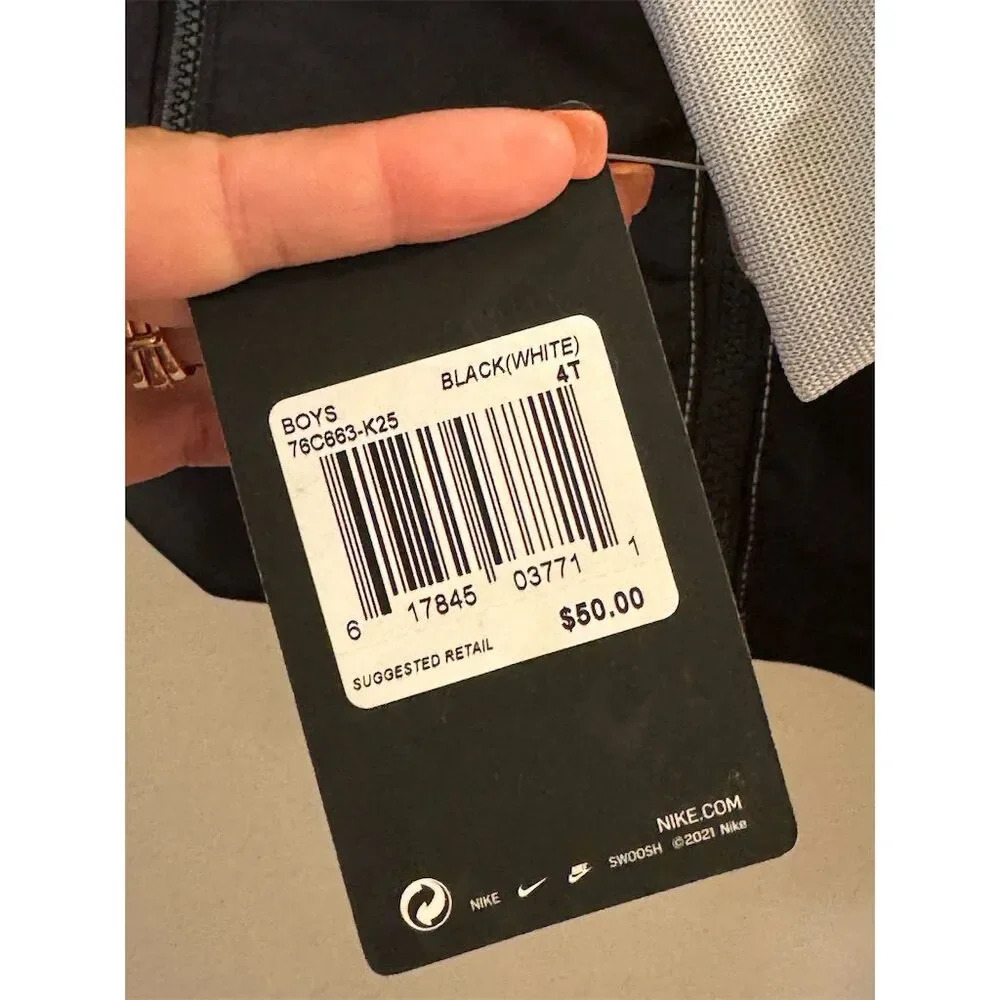 BLACK(WHITE)
BOYS 4T
76C663-K25
6 17845 03771 1
$50.00
SUGGESTED RETAIL
NIKE.COM
NIKE SWOOSH ©2021 Nike